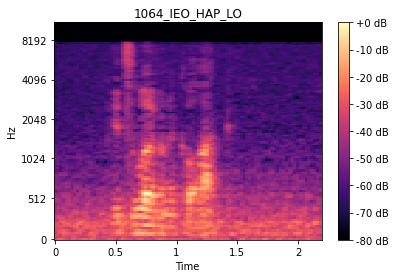 1064_IEO_HAP_LO
+0 dB
8192
-10 dB
4096
-20 dB
-30 dB
2048
Hz
-40 dB
1024
-50 dB
512
-60 dB
-70 dB
0
-80 dB
0
0.5
1
1.5
2
Time